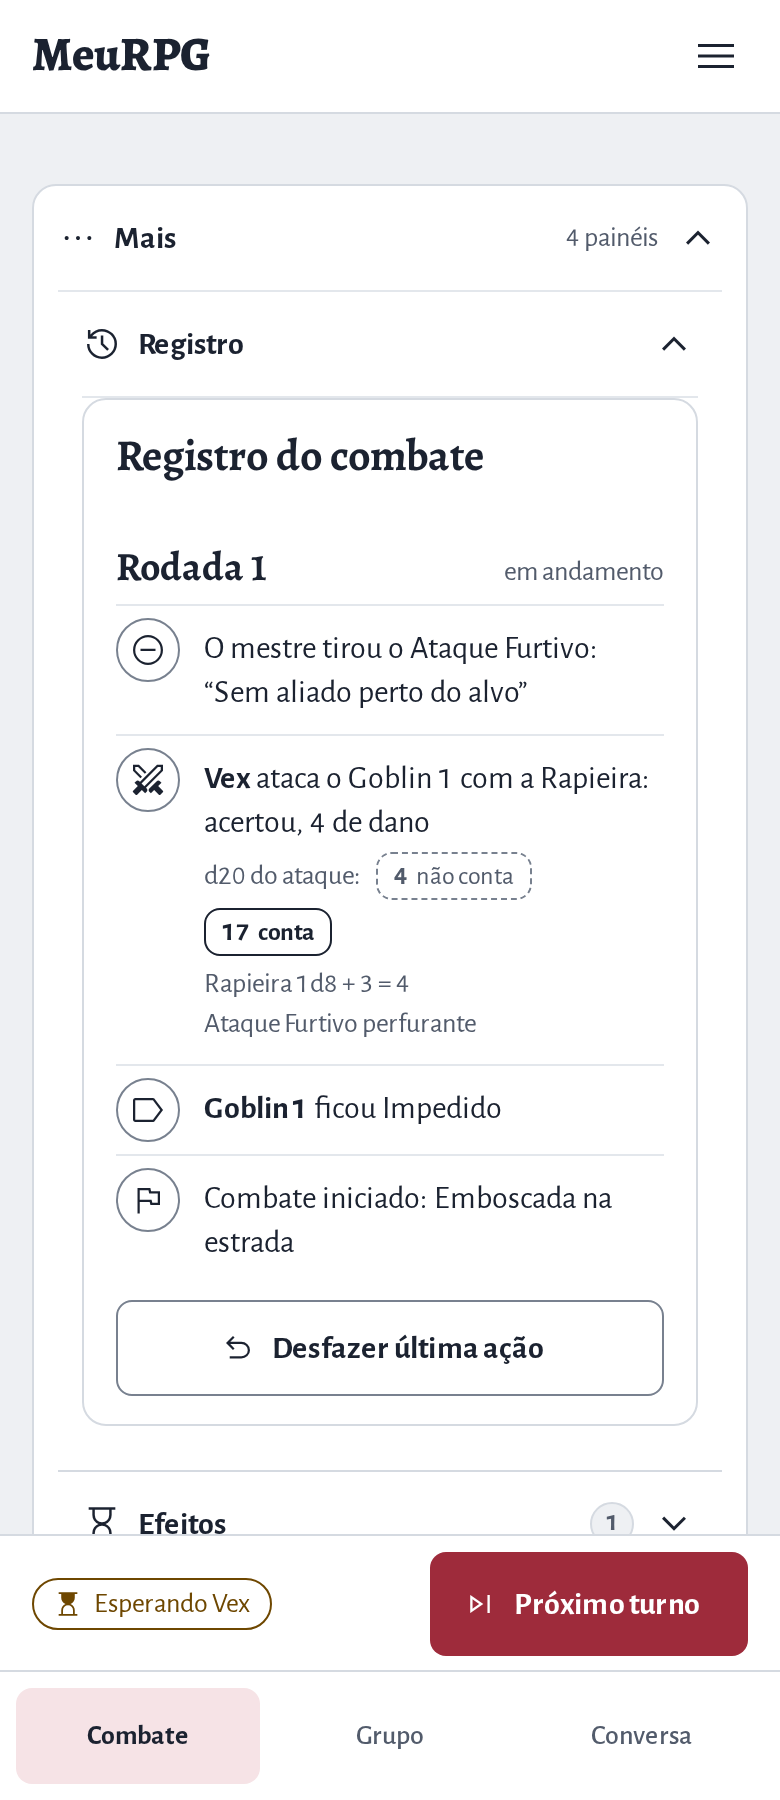 MeuRPG
Mais
4 painéis
Registro
Registro do combate
Rodada 1
em andamento
O mestre tirou o Ataque Furtivo:
“Sem aliado perto do alvo”
Vex ataca o Goblin 1 com a Rapieira:
acertou, 4 de dano
d20 do ataque: 4 não conta
17 conta
Rapieira 1d8 + 3 = 4
Ataque Furtivo perfurante
Goblin 1 ficou Impedido
Combate iniciado: Emboscada na
estrada
Desfazer última ação
Efeitos
1
Esperando Vex
Próximo turno
Combate
Grupo
Conversa